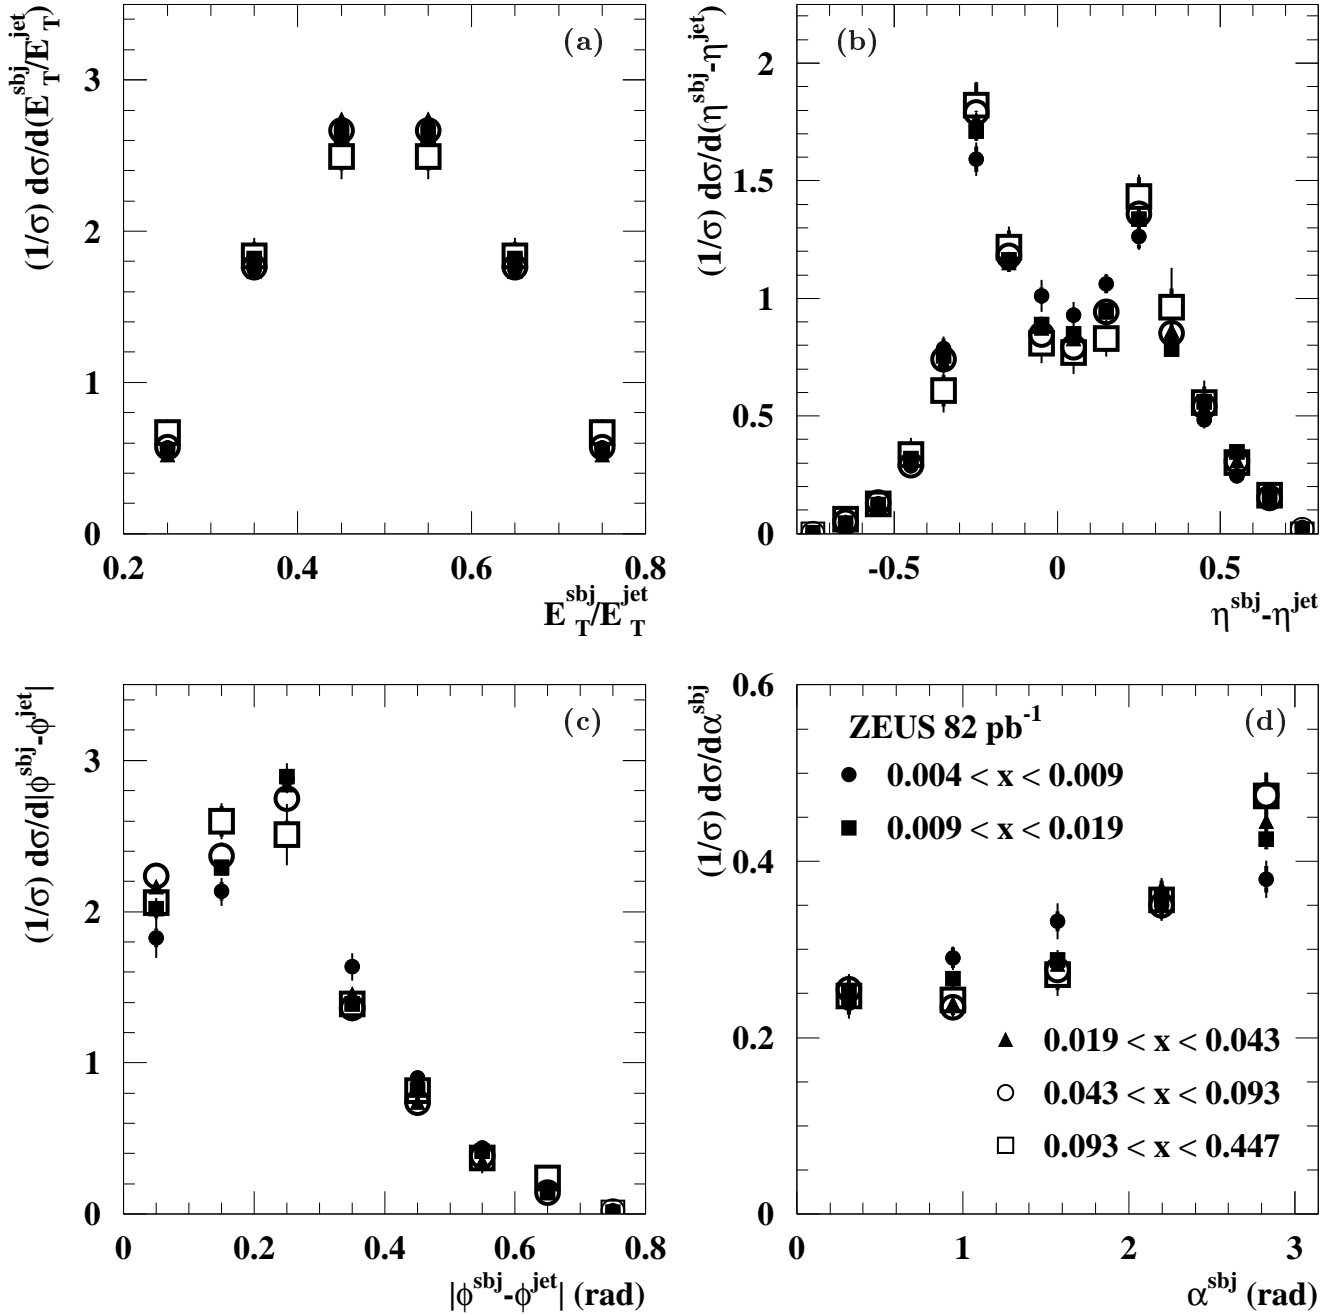 (1/σ) dσ/d(E_T^sbj/E_T^jet)
(a)
3
2
1
0
0.2 0.4 0.6 0.8
E_T^sbj/E_T^jet
(1/σ) dσ/d(η^sbj-η^jet)
(b)
2
1.5
1
0.5
0
-0.5 0 0.5
η^sbj-η^jet
(1/σ) dσ/d|ϕ^sbj-ϕ^jet|
(c)
3
2
1
0
0 0.2 0.4 0.6 0.8
|ϕ^sbj-ϕ^jet| (rad)
(1/σ) dσ/dα^sbj
(d)
0.6
0.4
0.2
0
ZEUS 82 pb^-1
0.004 < x < 0.009
0.009 < x < 0.019
0.019 < x < 0.043
0.043 < x < 0.093
0.093 < x < 0.447
0 1 2 3
α^sbj (rad)